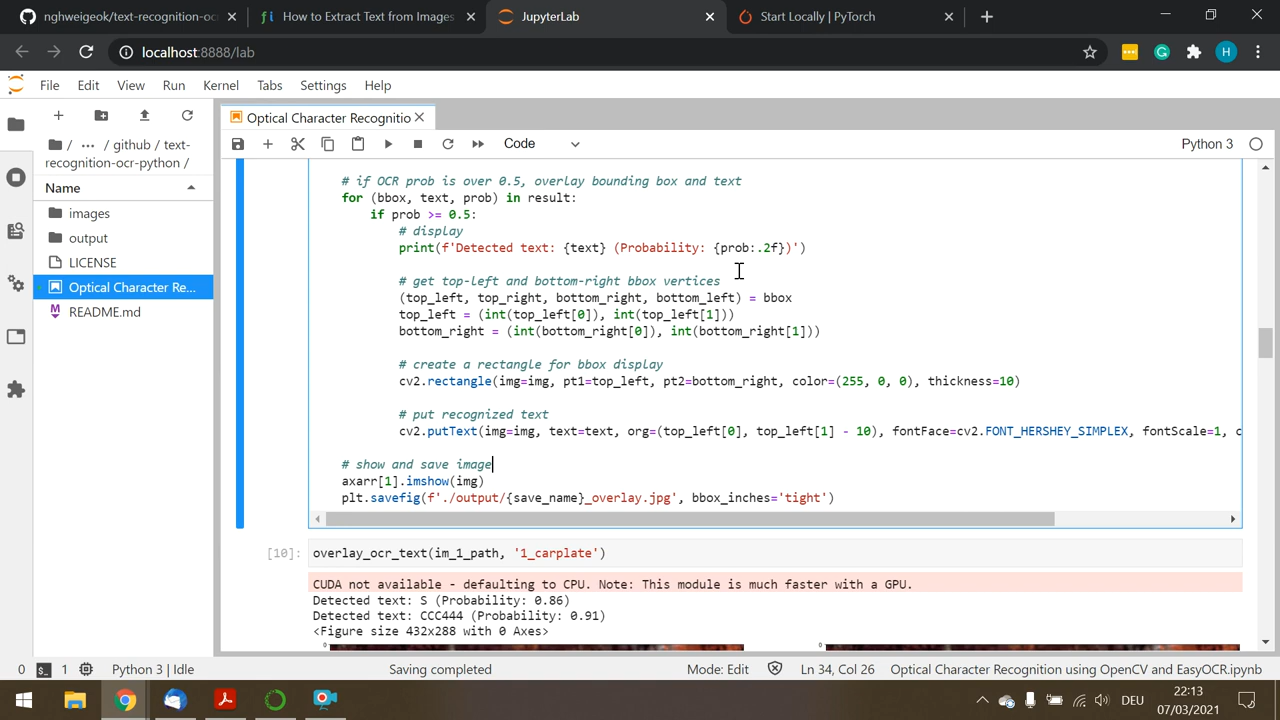 nghweigeok/text-recognition-oc
How to Extract Text from Images
JupyterLab
Start Locally | PyTorch
localhost:8888/lab
H
File Edit View Run Kernel Tabs Settings Help
Optical Character Recognitio
/ ... / github / text-
recognition-ocr-python /
Code
Python 3
Name
images
output
LICENSE
Optical Character Re...
README.md
# if OCR prob is over 0.5, overlay bounding box and text
for (bbox, text, prob) in result:
if prob >= 0.5:
# display
print(f'Detected text: {text} (Probability: {prob:.2f})')
# get top-left and bottom-right bbox vertices
(top_left, top_right, bottom_right, bottom_left) = bbox
top_left = (int(top_left[0]), int(top_left[1]))
bottom_right = (int(bottom_right[0]), int(bottom_right[1]))
# create a rectangle for bbox display
cv2.rectangle(img=img, pt1=top_left, pt2=bottom_right, color=(255, 0, 0), thickness=10)
# put recognized text
cv2.putText(img=img, text=text, org=(top_left[0], top_left[1] - 10), fontFace=cv2.FONT_HERSHEY_SIMPLEX, fontScale=1, c
# show and save image
axarr[1].imshow(img)
plt.savefig(f'./output/{save_name}_overlay.jpg', bbox_inches='tight')
[10]: overlay_ocr_text(im_1_path, '1_carplate')
CUDA not available - defaulting to CPU. Note: This module is much faster with a GPU.
Detected text: S (Probability: 0.86)
Detected text: CCC444 (Probability: 0.91)
<Figure size 432x288 with 0 Axes>
0 0
0 1 Python 3 | Idle Saving completed Mode: Edit Ln 34, Col 26 Optical Character Recognition using OpenCV and EasyOCR.ipynb
DEU
22:13
07/03/2021